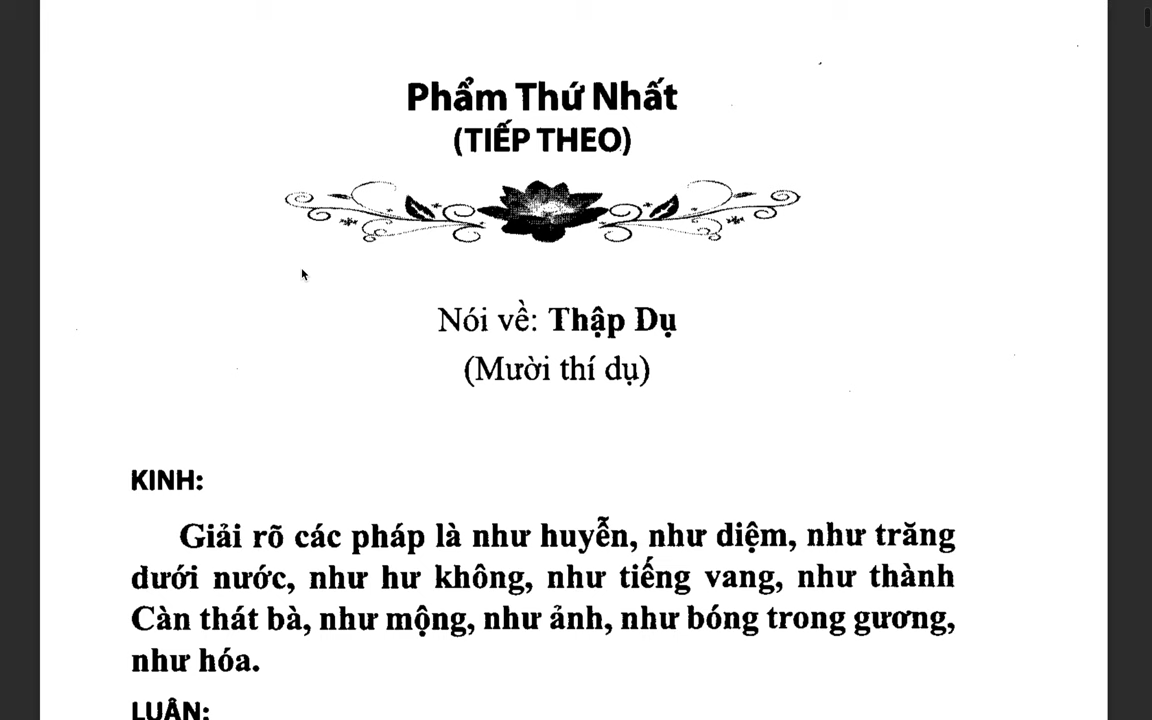 Phẩm Thứ Nhất
(TIẾP THEO)
Nói về: Thập Dụ
(Mười thí dụ)
KINH:
Giải rõ các pháp là như huyễn, như diệm, như trăng
dưới nước, như hư không, như tiếng vang, như thành
Càn thát bà, như mộng, như ảnh, như bóng trong gương,
như hóa.
LUẬN: